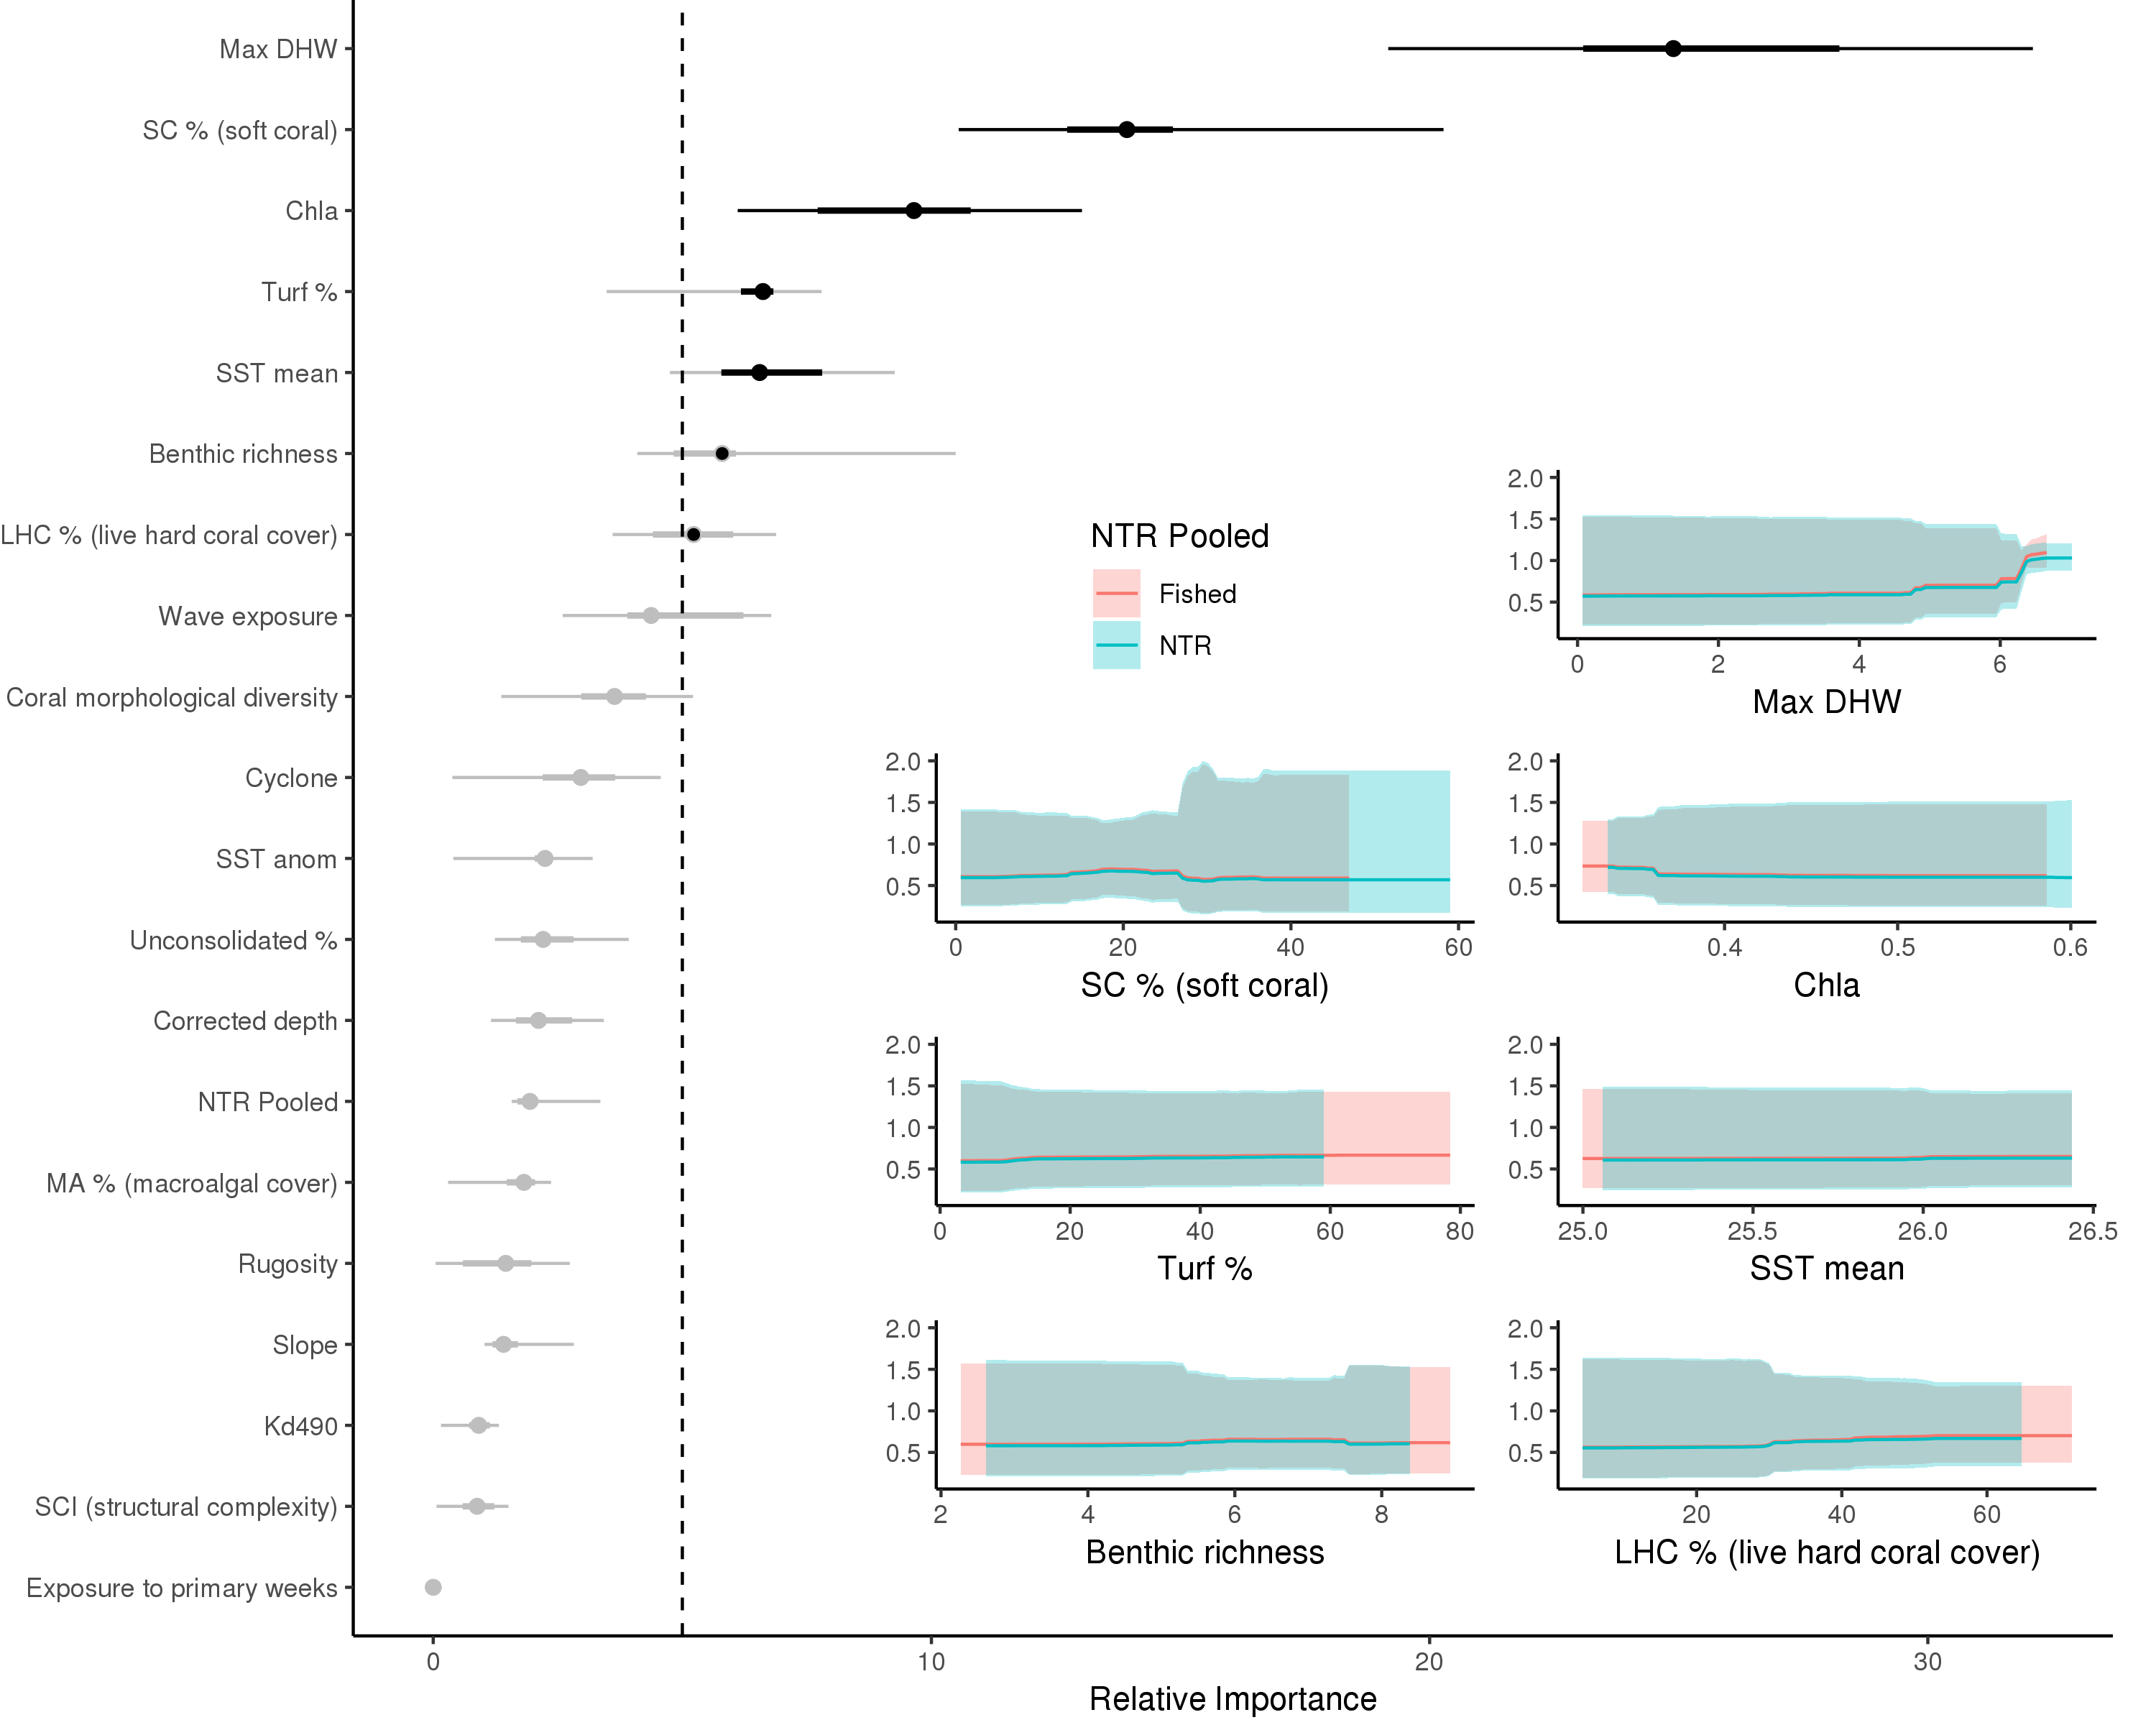 Max DHW
SC % (soft coral)
Chla
Turf %
SST mean
Benthic richness
LHC % (live hard coral cover)
Wave exposure
Coral morphological diversity
Cyclone
SST anom
Unconsolidated %
Corrected depth
NTR Pooled
MA % (macroalgal cover)
Rugosity
Slope
Kd490
SCI (structural complexity)
Exposure to primary weeks
0 10 20 30
Relative Importance
NTR Pooled
Fished
NTR
2.0
1.5
1.0
0.5
0 2 4 6
Max DHW
2.0
1.5
1.0
0.5
0 20 40 60
SC % (soft coral)
2.0
1.5
1.0
0.5
0.4 0.5 0.6
Chla
2.0
1.5
1.0
0.5
0 20 40 60 80
Turf %
2.0
1.5
1.0
0.5
25.0 25.5 26.0 26.5
SST mean
2.0
1.5
1.0
0.5
2 4 6 8
Benthic richness
2.0
1.5
1.0
0.5
20 40 60
LHC % (live hard coral cover)